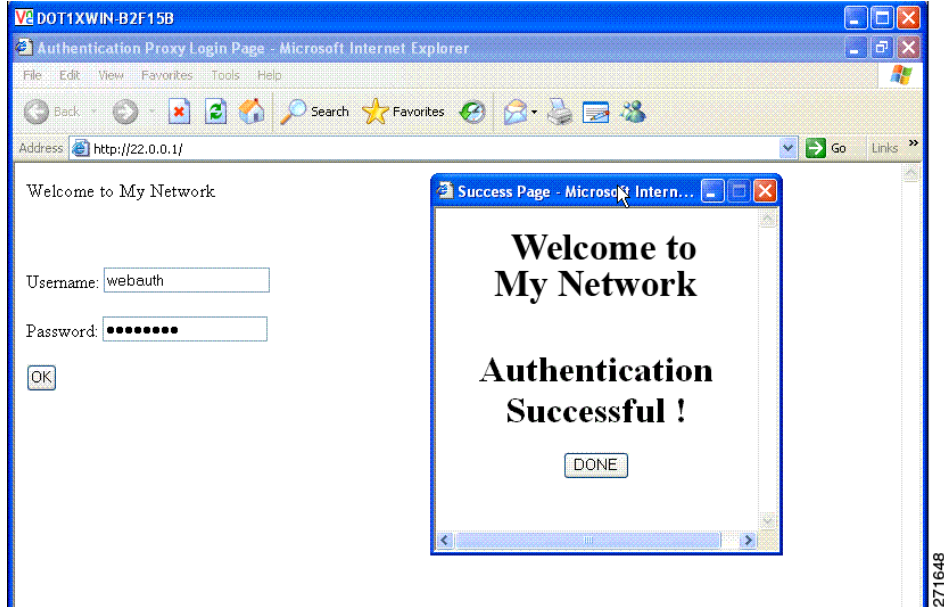 DOT1XWIN-B2F15B
Authentication Proxy Login Page - Microsoft Internet Explorer
File Edit View Favorites Tools Help
Back Search Favorites
Address http://22.0.0.1/ Go Links »
Welcome to My Network
Username: webauth
Password: ●●●●●●●●
OK
Success Page - Microsoft Intern...
Welcome to
My Network
Authentication
Successful !
DONE
271648